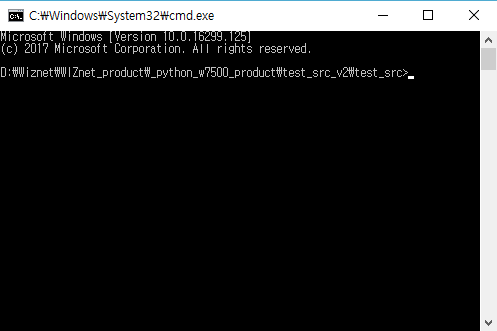 C:₩Windows₩System32₩cmd.exe
Microsoft Windows [Version 10.0.16299.125]
(c) 2017 Microsoft Corporation. All rights reserved.
D:₩Wiznet₩WIZnet_product₩_python_w7500_product₩test_src_v2₩test_src>